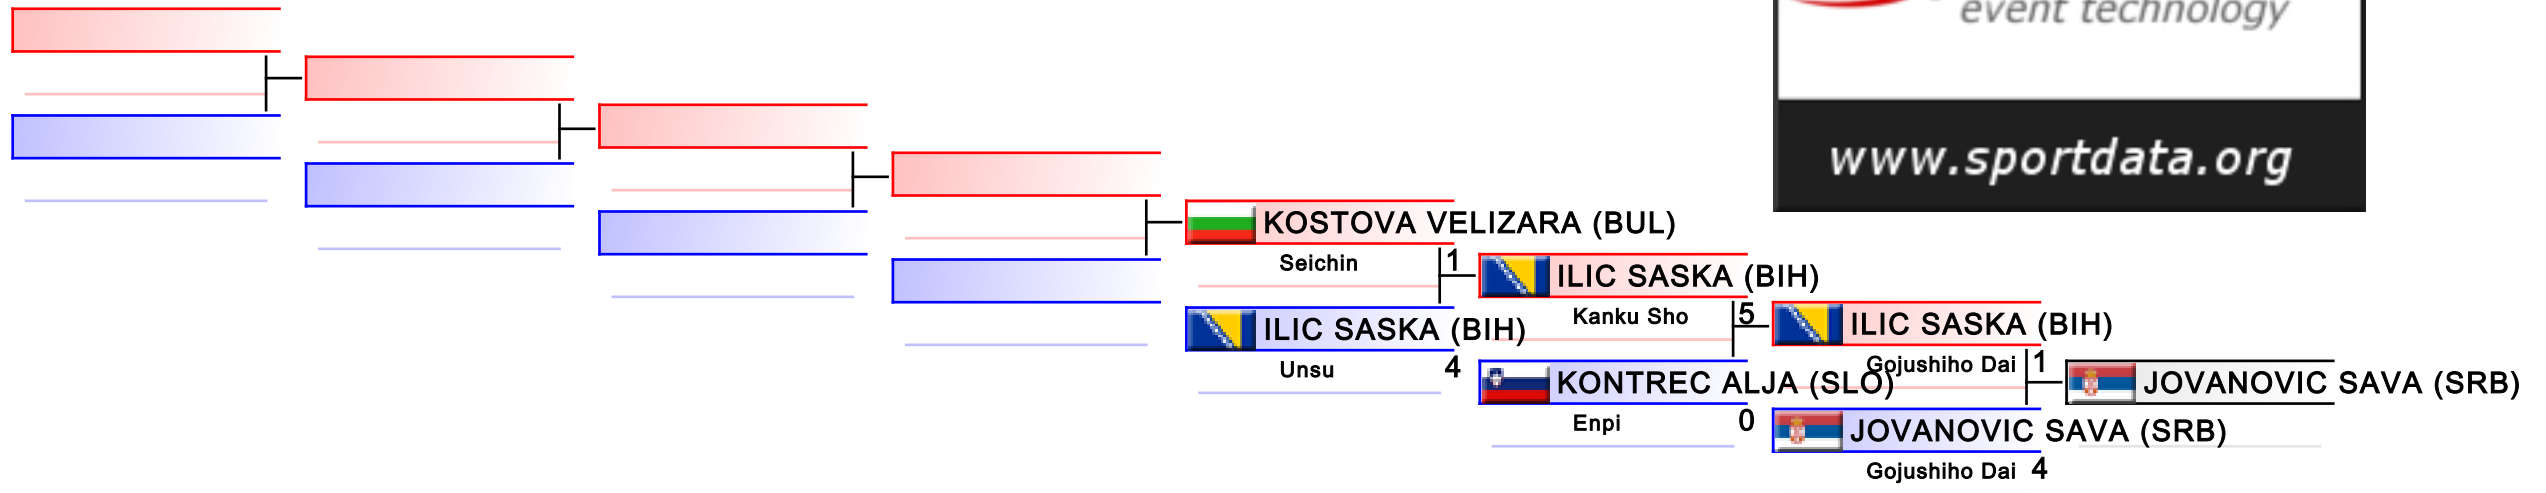 event technology
www.sportdata.org
KOSTOVA VELIZARA (BUL)
Seichin 1
ILIC SASKA (BIH)
Unsu 4
ILIC SASKA (BIH)
Kanku Sho 5
KONTREC ALJA (SLO)
Enpi 0
ILIC SASKA (BIH)
Gojushiho Dai 1
JOVANOVIC SAVA (SRB)
Gojushiho Dai 4
JOVANOVIC SAVA (SRB)